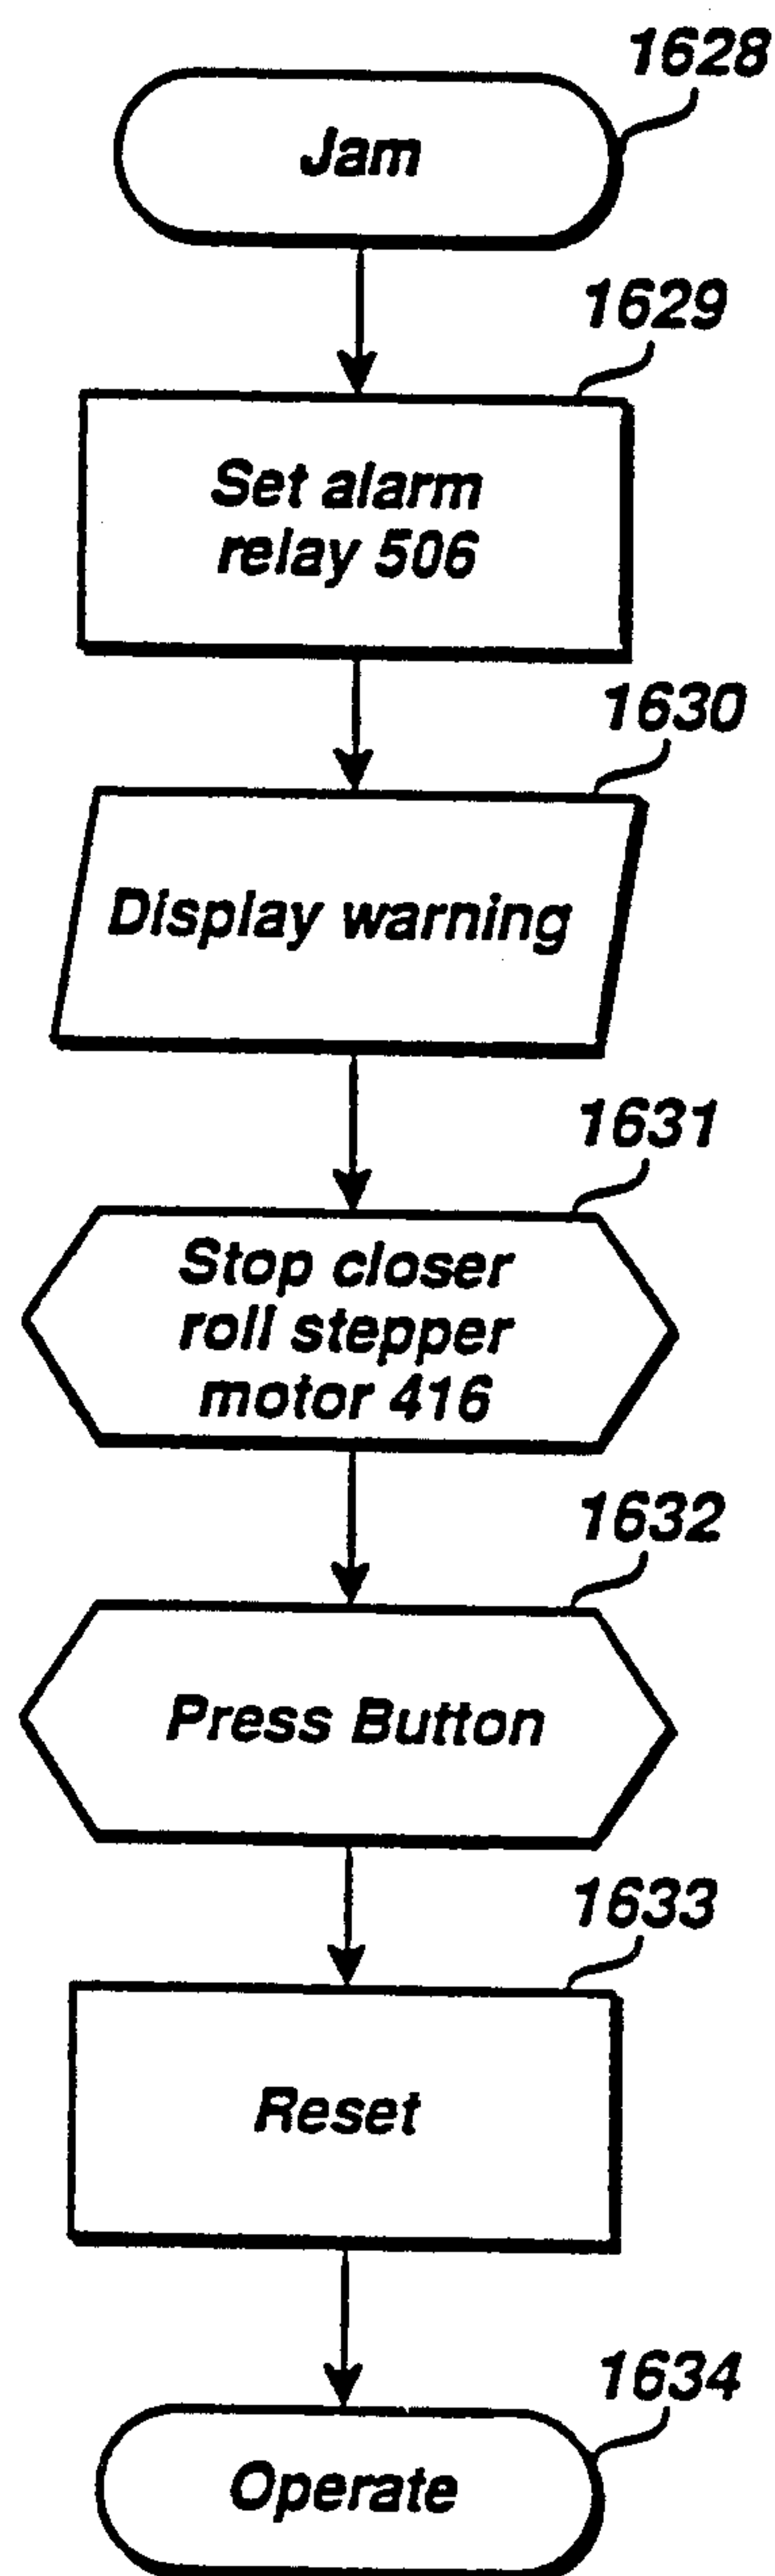 1628
Jam
1629
Set alarm
relay 506
1630
Display warning
1631
Stop closer
roll stepper
motor 416
1632
Press Button
1633
Reset
1634
Operate